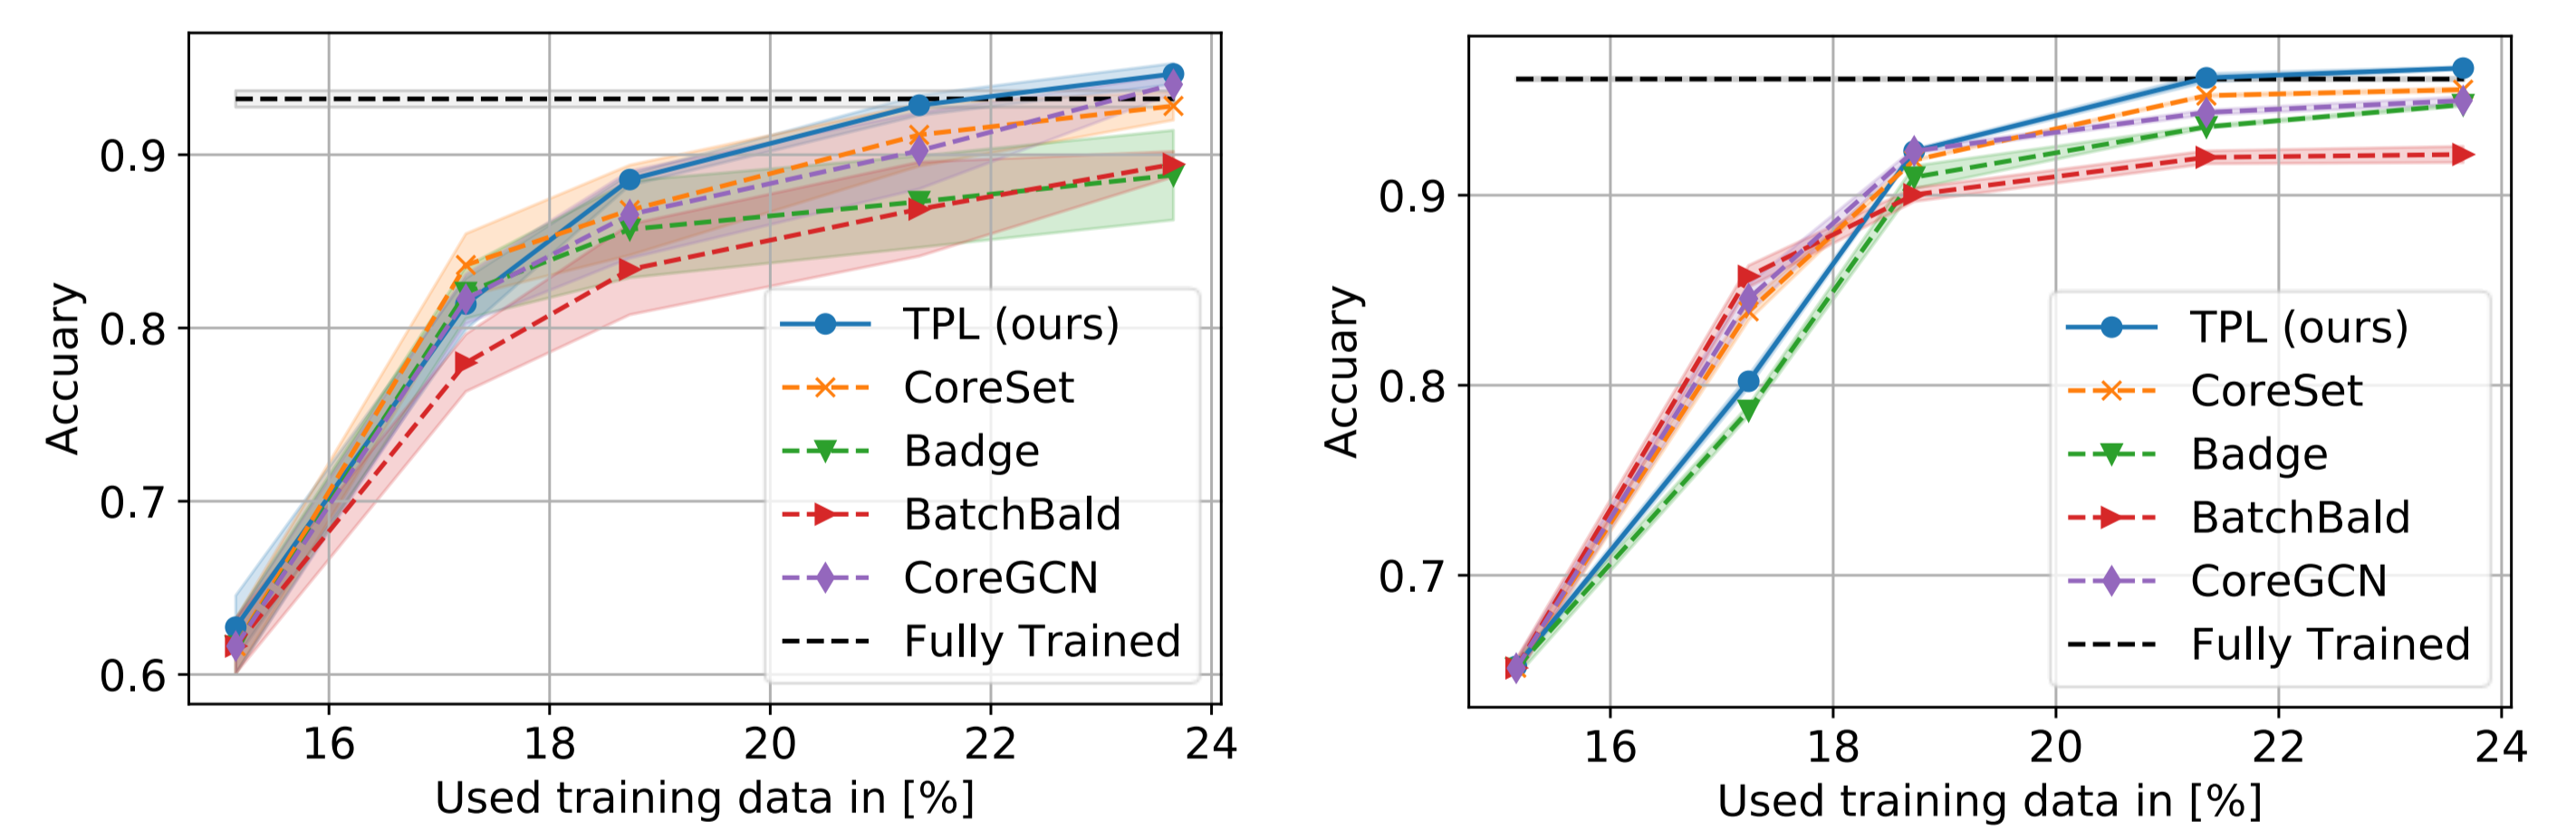 0.9
0.8
0.7
0.6
Accuary
16 18 20 22 24
Used training data in [%]
TPL (ours)
CoreSet
Badge
BatchBald
CoreGCN
Fully Trained
0.9
0.8
0.7
Accuary
16 18 20 22 24
Used training data in [%]
TPL (ours)
CoreSet
Badge
BatchBald
CoreGCN
Fully Trained